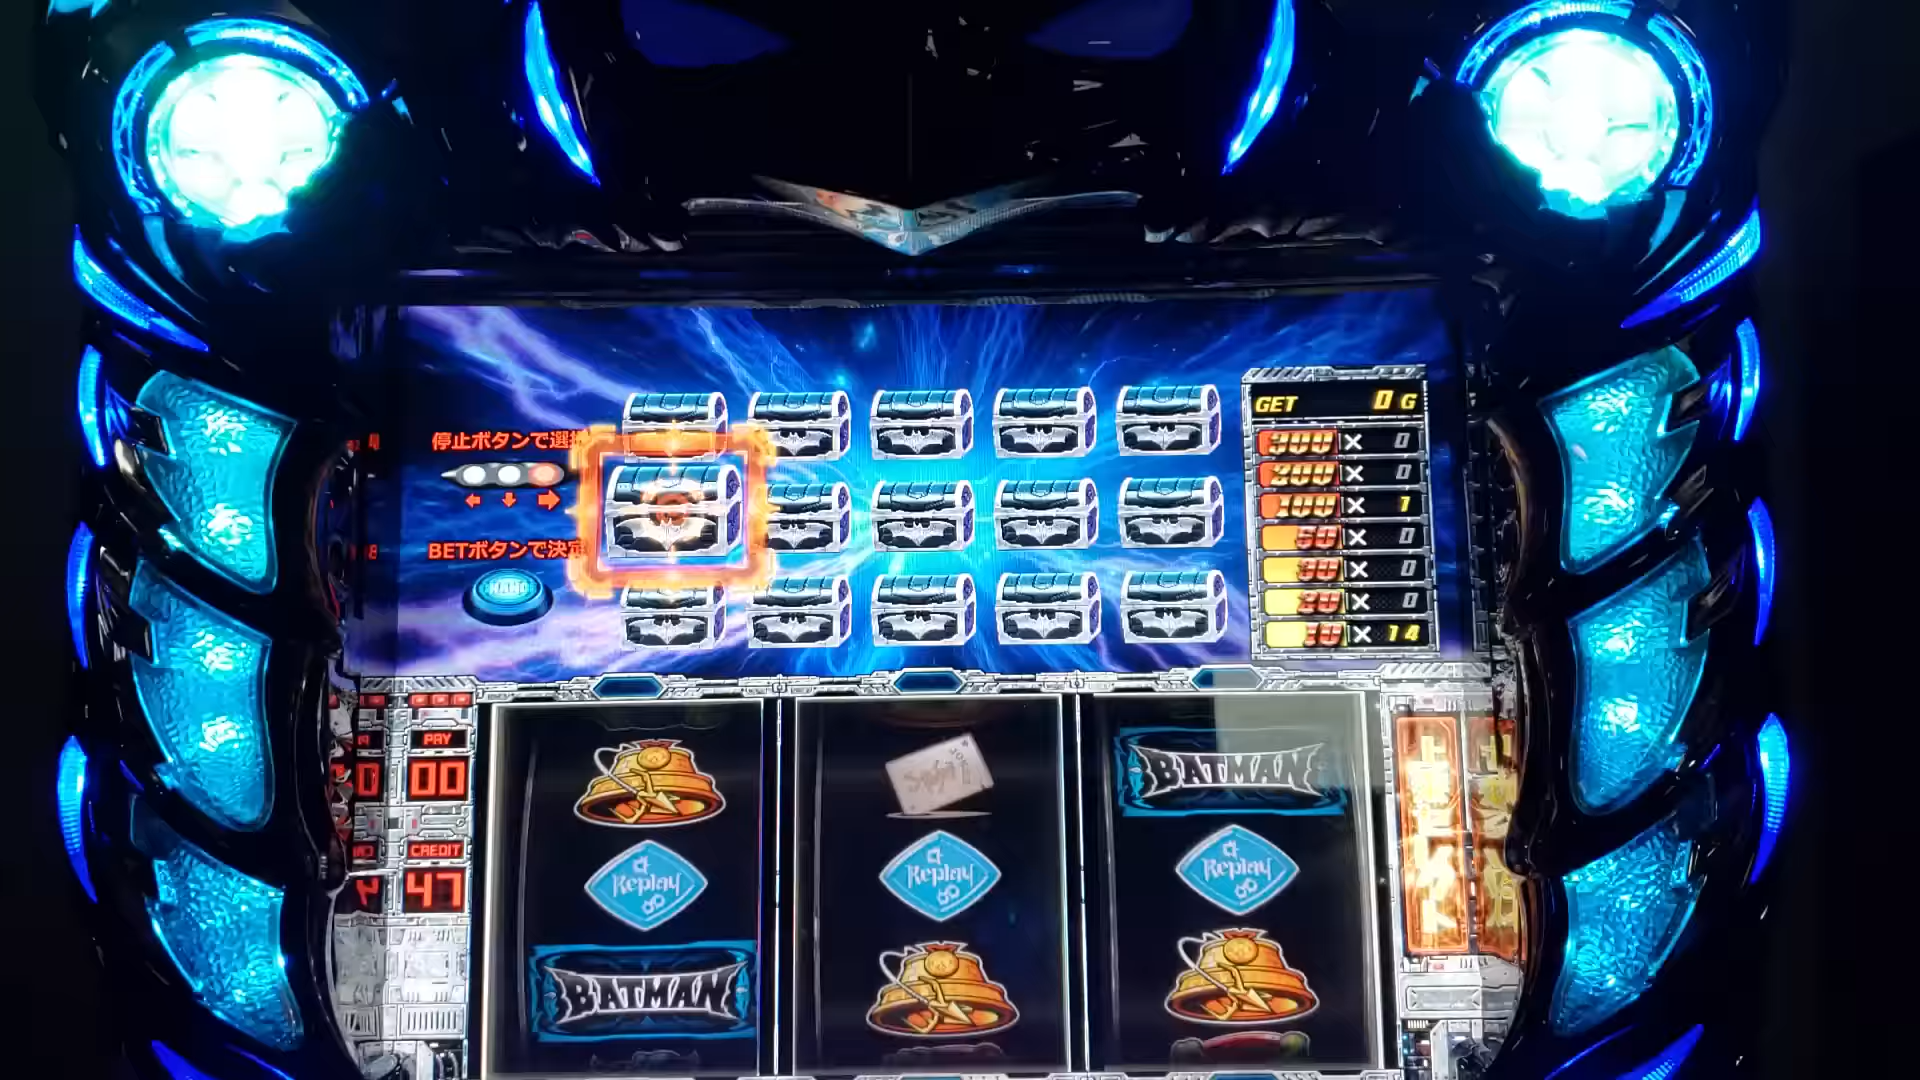 停止ボタンで選択
BETボタンで決定
GET 0 G
300 × 0
200 × 0
100 × 1
50 × 0
30 × 0
20 × 0
10 × 14
PAY
00
CREDIT
47
BATMAN
Replay
Replay
Replay
BATMAN